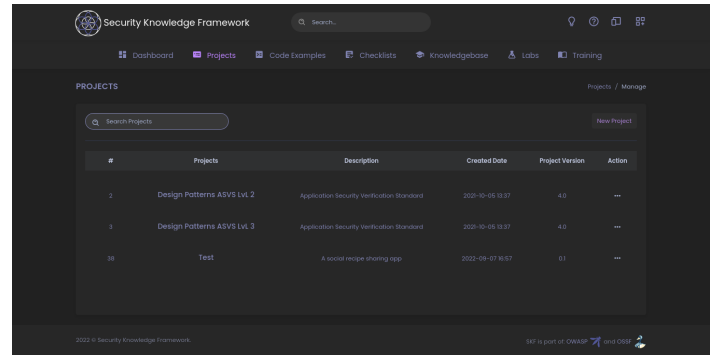 Security Knowledge Framework
Search..
Dashboard Projects Code Examples Checklists Knowledgebase Labs Training
PROJECTS
Projects / Manage
Search Projects
New Project
# Projects Description Created Date Project Version Action
2 Design Patterns ASVS LvL 2 Application Security Verification Standard 2021-10-05 13:37 4.0 ...
3 Design Patterns ASVS LvL 3 Application Security Verification Standard 2021-10-05 13:37 4.0 ...
36 Test A social recipe sharing app 2022-09-07 16:57 0.1 ...
2022 © Security Knowledge Framework.
SKF is part of: OWASP and OSSF